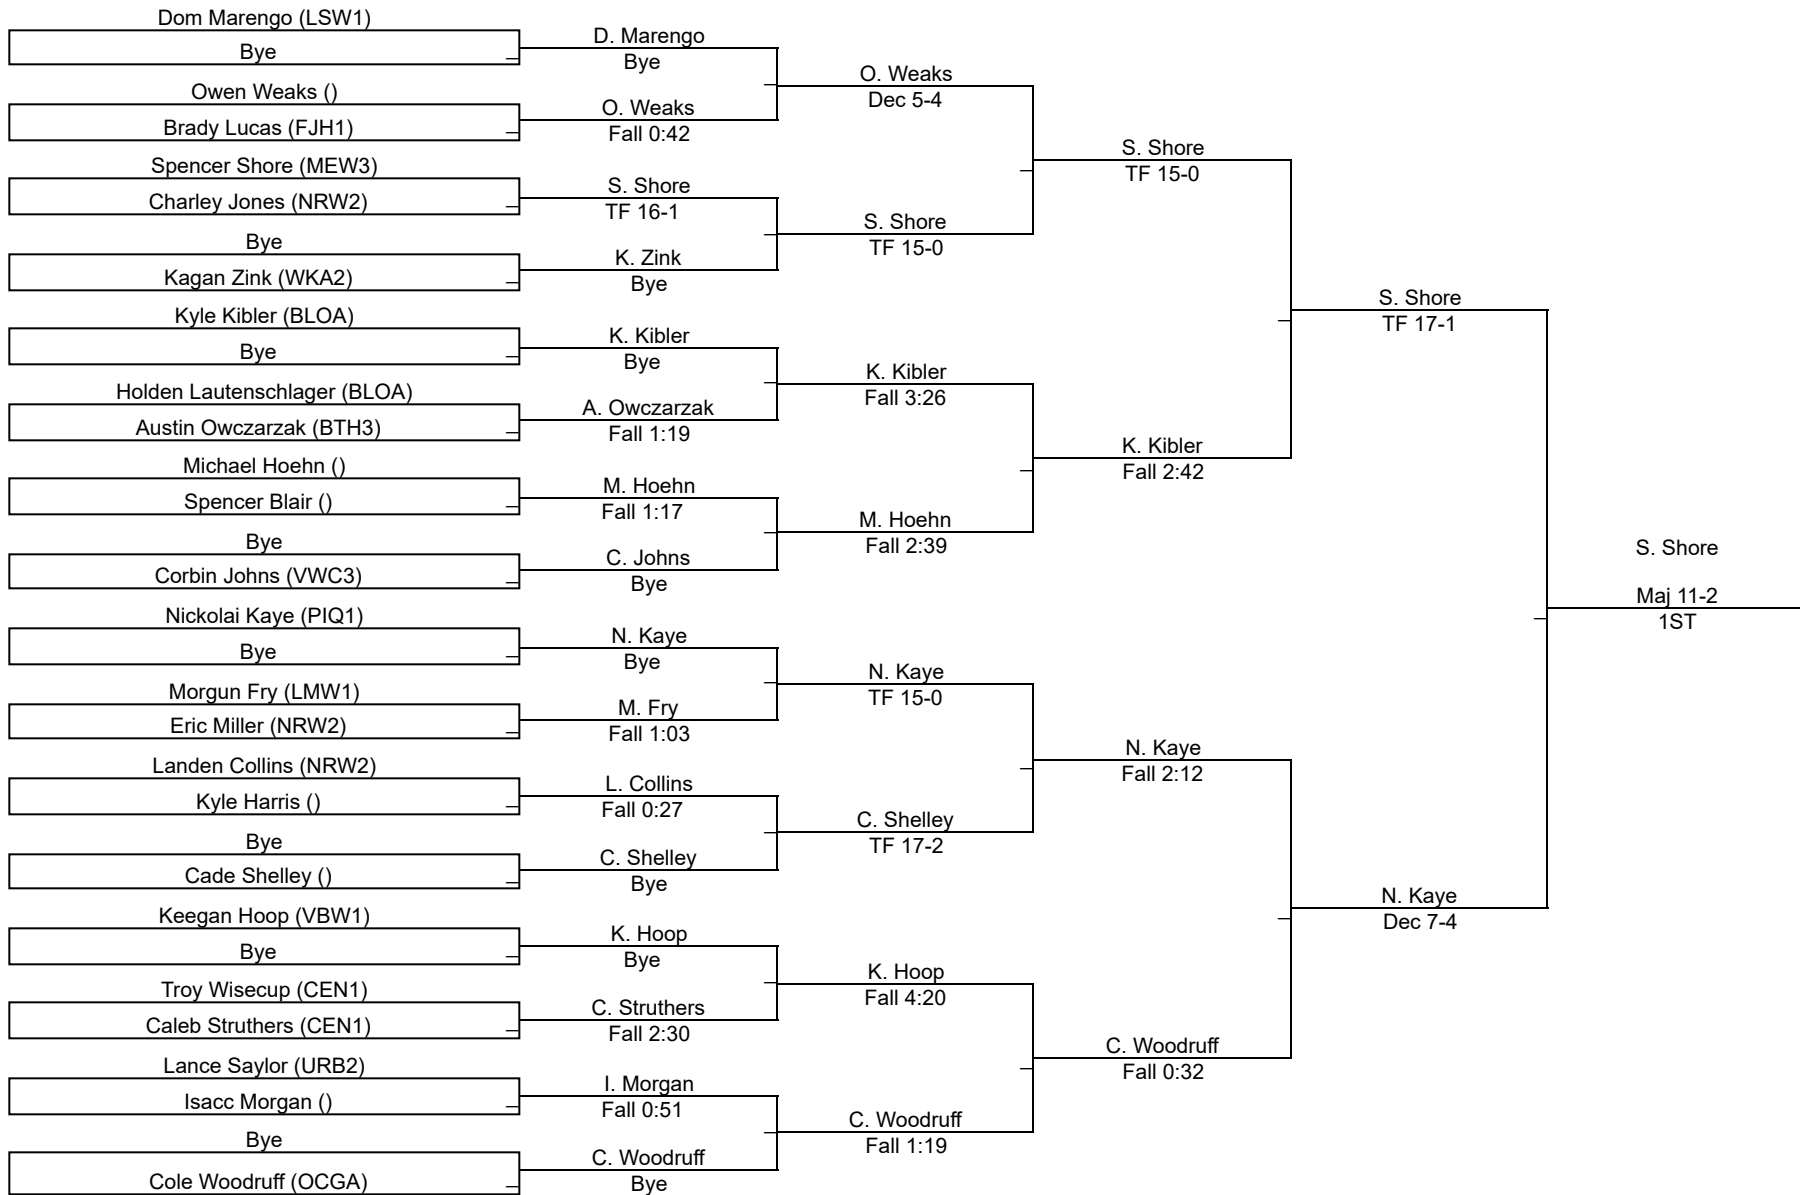 Dom Marengo (LSW1)
Bye
Owen Weaks ()
Brady Lucas (FJH1)
Spencer Shore (MEW3)
Charley Jones (NRW2)
Bye
Kagan Zink (WKA2)
Kyle Kibler (BLOA)
Bye
Holden Lautenschlager (BLOA)
Austin Owczarzak (BTH3)
Michael Hoehn ()
Spencer Blair ()
Bye
Corbin Johns (VWC3)
Nickolai Kaye (PIQ1)
Bye
Morgun Fry (LMW1)
Eric Miller (NRW2)
Landen Collins (NRW2)
Kyle Harris ()
Bye
Cade Shelley ()
Keegan Hoop (VBW1)
Bye
Troy Wisecup (CEN1)
Caleb Struthers (CEN1)
Lance Saylor (URB2)
Isacc Morgan ()
Bye
Cole Woodruff (OCGA)
D. Marengo
Bye
O. Weaks
Fall 0:42
S. Shore
TF 16-1
K. Zink
Bye
K. Kibler
Bye
A. Owczarzak
Fall 1:19
M. Hoehn
Fall 1:17
C. Johns
Bye
N. Kaye
Bye
M. Fry
Fall 1:03
L. Collins
Fall 0:27
C. Shelley
Bye
K. Hoop
Bye
C. Struthers
Fall 2:30
I. Morgan
Fall 0:51
C. Woodruff
Bye
O. Weaks
Dec 5-4
S. Shore
TF 15-0
K. Kibler
Fall 3:26
M. Hoehn
Fall 2:39
N. Kaye
TF 15-0
C. Shelley
TF 17-2
K. Hoop
Fall 4:20
C. Woodruff
Fall 1:19
S. Shore
TF 15-0
K. Kibler
Fall 2:42
N. Kaye
Fall 2:12
C. Woodruff
Fall 0:32
S. Shore
TF 17-1
N. Kaye
Dec 7-4
S. Shore
Maj 11-2
1ST